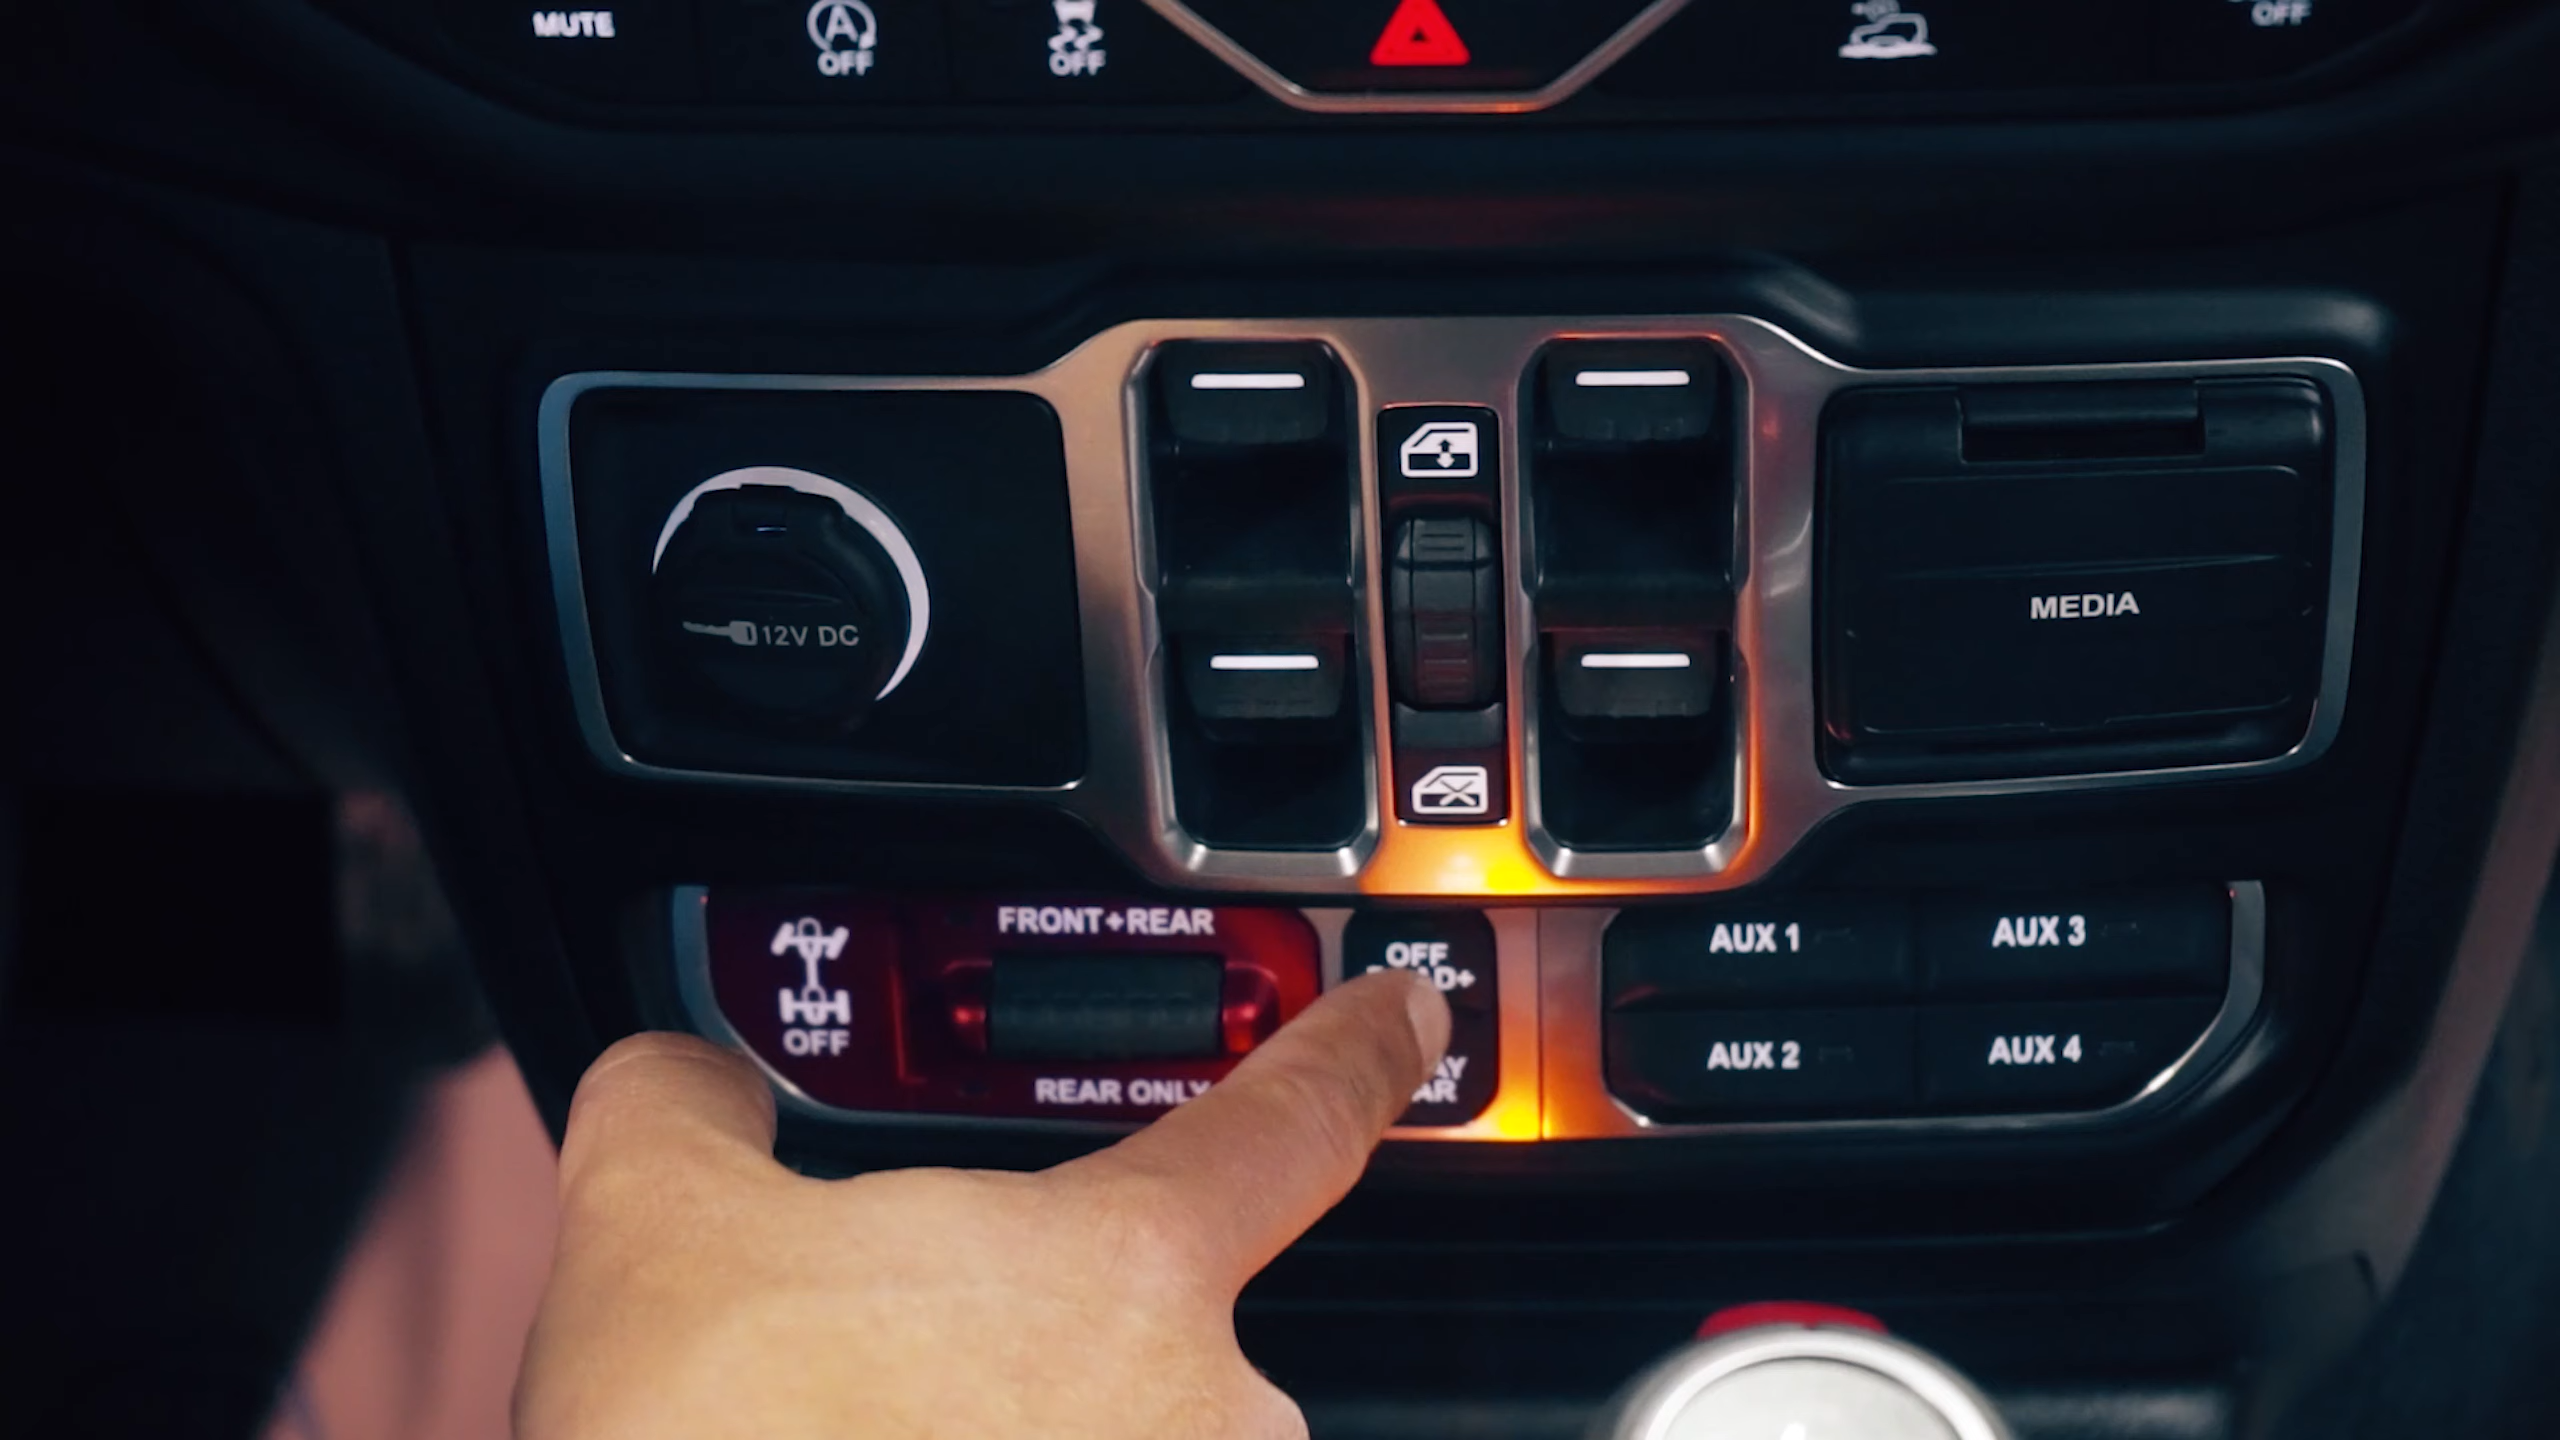 MUTE
A
OFF
OFF
OFF
12V DC
MEDIA
FRONT+REAR
OFF
REAR ONLY
OFF
AUX 1
AUX 3
AUX 2
AUX 4